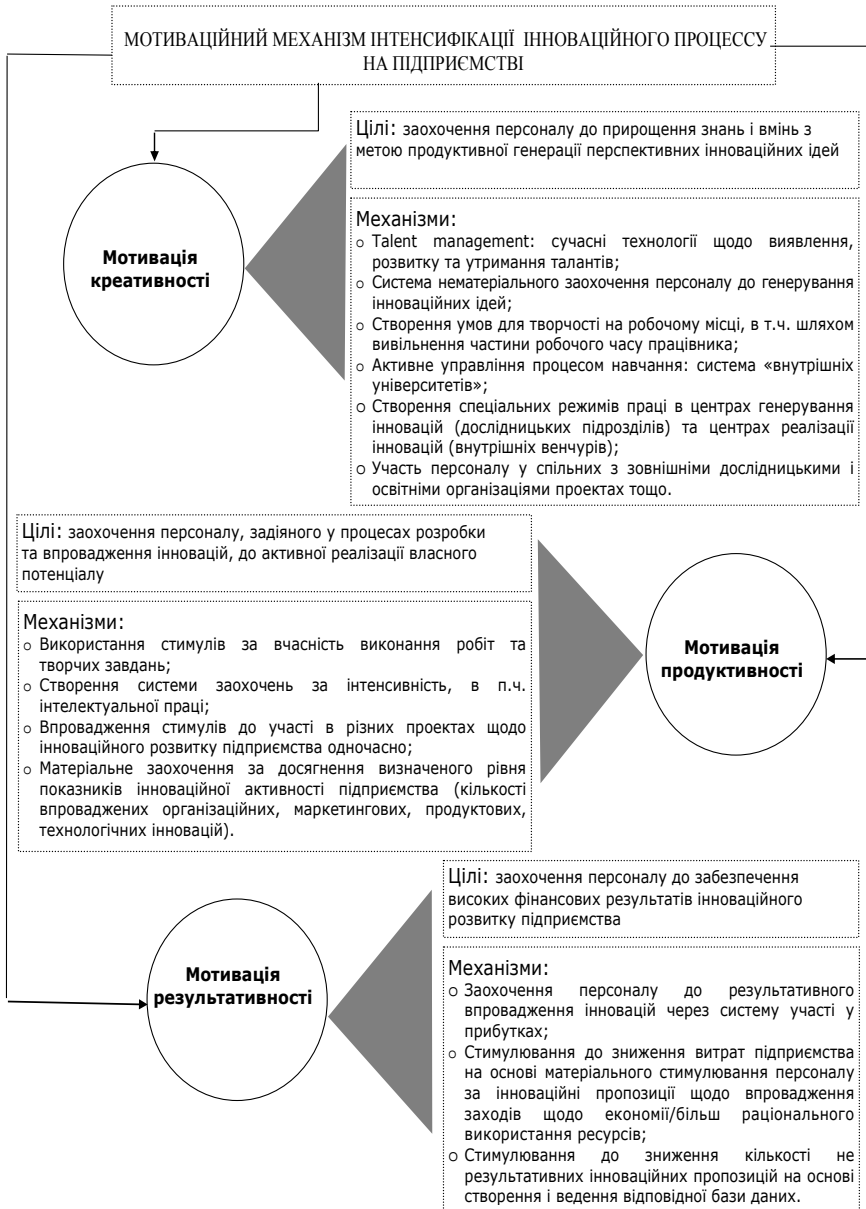 МОТИВАЦІЙНИЙ МЕХАНІЗМ ІНТЕНСИФІКАЦІЇ ІННОВАЦІЙНОГО ПРОЦЕССУ
НА ПІДПРИЄМСТВІ
Мотивація
креативності
Цілі: заохочення персоналу до прирощення знань і вмінь з
метою продуктивної генерації перспективних інноваційних ідей
Механізми:
o Talent management: сучасні технології щодо виявлення,
розвитку та утримання талантів;
o Система нематеріального заохочення персоналу до генерування
інноваційних ідей;
o Створення умов для творчості на робочому місці, в т.ч. шляхом
вивільнення частини робочого часу працівника;
o Активне управління процесом навчання: система «внутрішніх
університетів»;
o Створення спеціальних режимів праці в центрах генерування
інновацій (дослідницьких підрозділів) та центрах реалізації
інновацій (внутрішніх венчурів);
o Участь персоналу у спільних з зовнішніми дослідницькими і
освітніми організаціями проектах тощо.
Цілі: заохочення персоналу, задіяного у процесах розробки
та впровадження інновацій, до активної реалізації власного
потенціалу
Механізми:
o Використання стимулів за вчасність виконання робіт та
творчих завдань;
o Створення системи заохочень за інтенсивність, в п.ч.
інтелектуальної праці;
o Впровадження стимулів до участі в різних проектах щодо
інноваційного розвитку підприємства одночасно;
o Матеріальне заохочення за досягнення визначеного рівня
показників інноваційної активності підприємства (кількості
впроваджених організаційних, маркетингових, продуктових,
технологічних інновацій).
Мотивація
продуктивності
Мотивація
результативності
Цілі: заохочення персоналу до забезпечення
високих фінансових результатів інноваційного
розвитку підприємства
Механізми:
o Заохочення персоналу до результативного
впровадження інновацій через систему участі у
прибутках;
o Стимулювання до зниження витрат підприємства
на основі матеріального стимулювання персоналу
за інноваційні пропозиції щодо впровадження
заходів щодо економії/більш раціонального
використання ресурсів;
o Стимулювання до зниження кількості не
результативних інноваційних пропозицій на основі
створення і ведення відповідної бази даних.